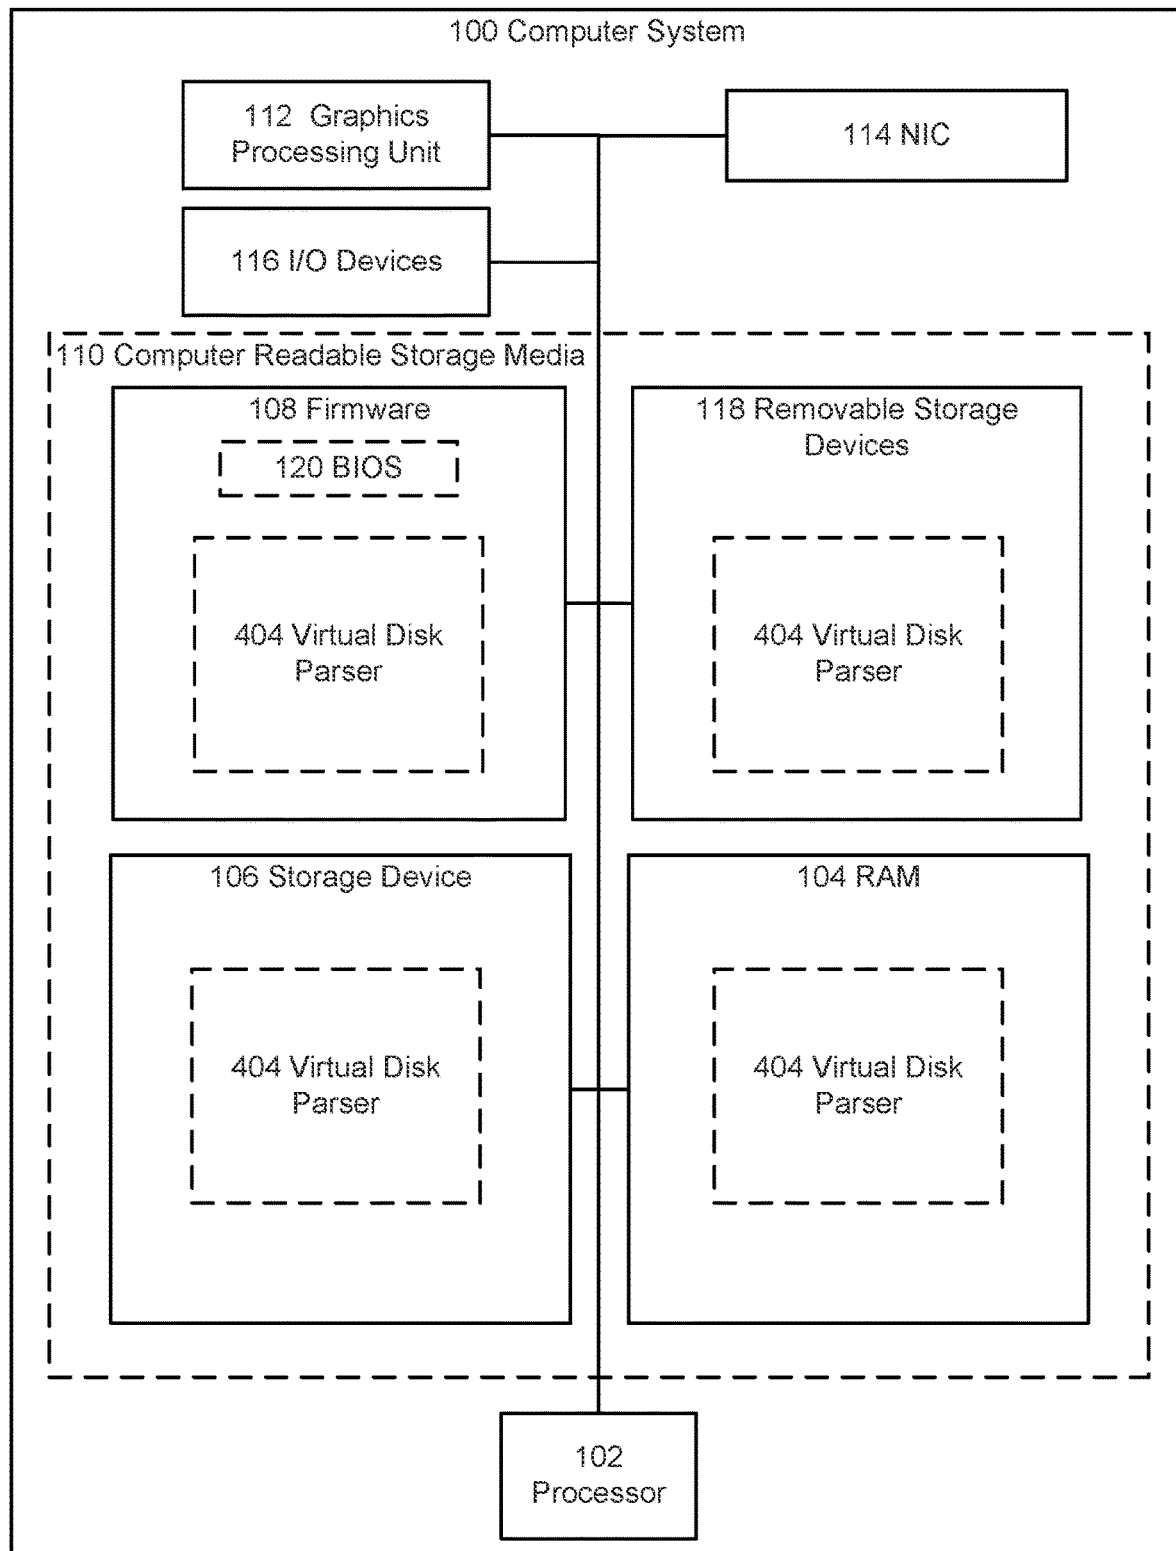 100 Computer System
112 Graphics
Processing Unit
114 NIC
116 I/O Devices
110 Computer Readable Storage Media
108 Firmware
120 BIOS
404 Virtual Disk
Parser
118 Removable Storage
Devices
404 Virtual Disk
Parser
106 Storage Device
404 Virtual Disk
Parser
104 RAM
404 Virtual Disk
Parser
102
Processor